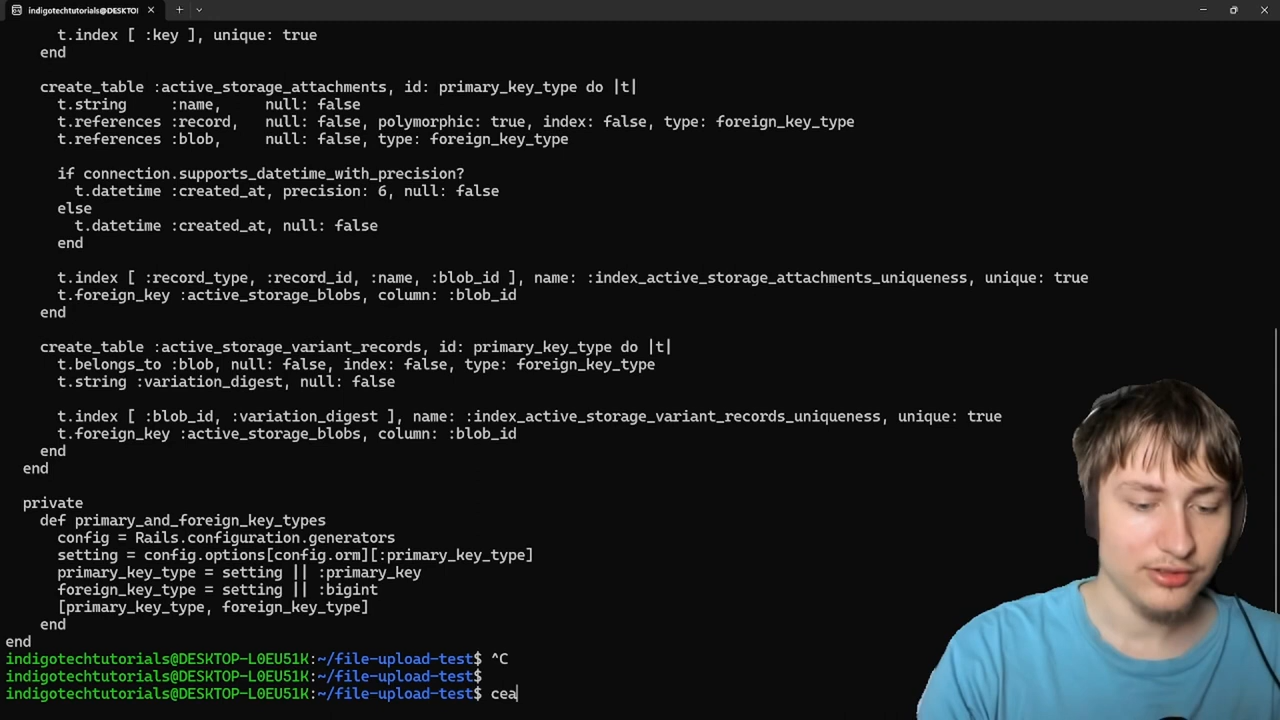 indigotechtutorials@DESKTOP-L0EU51K
t.index [ :key ], unique: true
end
create_table :active_storage_attachments, id: primary_key_type do |t|
t.string :name, null: false
t.references :record, null: false, polymorphic: true, index: false, type: foreign_key_type
t.references :blob, null: false, type: foreign_key_type
if connection.supports_datetime_with_precision?
t.datetime :created_at, precision: 6, null: false
else
t.datetime :created_at, null: false
end
t.index [ :record_type, :record_id, :name, :blob_id ], name: :index_active_storage_attachments_uniqueness, unique: true
t.foreign_key :active_storage_blobs, column: :blob_id
end
create_table :active_storage_variant_records, id: primary_key_type do |t|
t.belongs_to :blob, null: false, index: false, type: foreign_key_type
t.string :variation_digest, null: false
t.index [ :blob_id, :variation_digest ], name: :index_active_storage_variant_records_uniqueness, unique: true
t.foreign_key :active_storage_blobs, column: :blob_id
end
end
private
def primary_and_foreign_key_types
config = Rails.configuration.generators
setting = config.options[config.orm][:primary_key_type]
primary_key_type = setting || :primary_key
foreign_key_type = setting || :bigint
[primary_key_type, foreign_key_type]
end
end
indigotechtutorials@DESKTOP-L0EU51K:~/file-upload-test$ ^C
indigotechtutorials@DESKTOP-L0EU51K:~/file-upload-test$
indigotechtutorials@DESKTOP-L0EU51K:~/file-upload-test$ cea